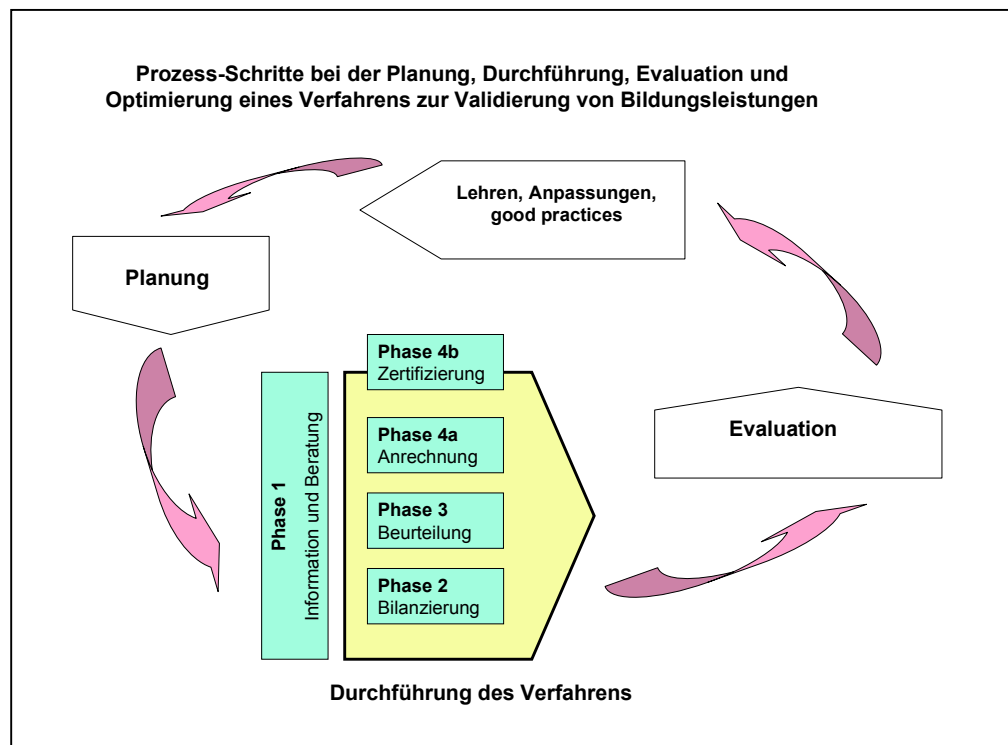 Prozess-Schritte bei der Planung, Durchführung, Evaluation und
Optimierung eines Verfahrens zur Validierung von Bildungsleistungen
Lehren, Anpassungen,
good practices
Planung
Phase 4b
Zertifizierung
Phase 4a
Anrechnung
Phase 3
Beurteilung
Phase 2
Bilanzierung
Phase 1
Information und Beratung
Evaluation
Durchführung des Verfahrens